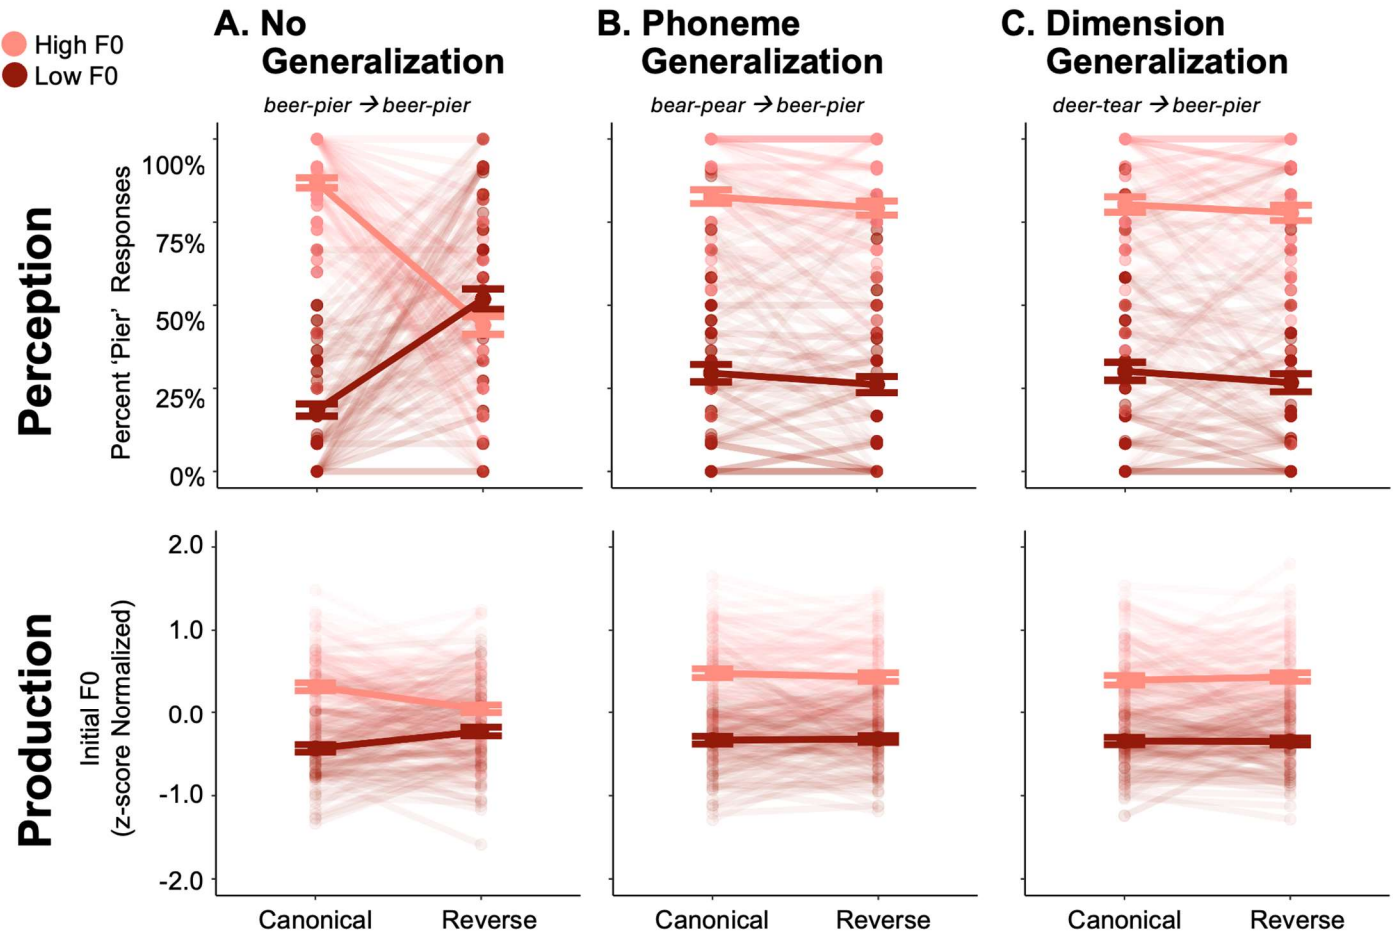 High F0
Low F0
A. No
Generalization
beer-pier → beer-pier
B. Phoneme
Generalization
bear-pear → beer-pier
C. Dimension
Generalization
deer-tear → beer-pier
Perception
Percent ‘Pier’ Responses
100%
75%
50%
25%
0%
Production
Initial F0
(z-score Normalized)
2.0
1.0
0.0
-1.0
-2.0
Canonical Reverse
Canonical Reverse
Canonical Reverse